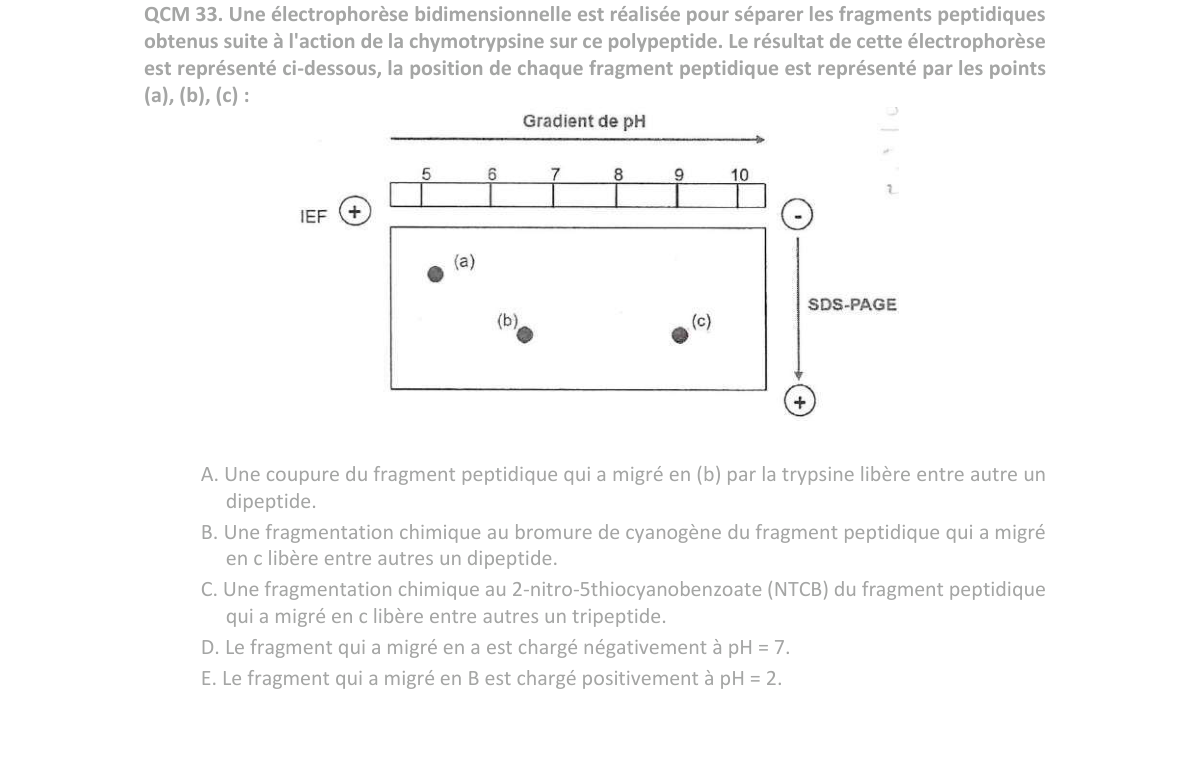 QCM 33. Une électrophorèse bidimensionnelle est réalisée pour séparer les fragments peptidiques
obtenus suite à l'action de la chymotrypsine sur ce polypeptide. Le résultat de cette électrophorèse
est représenté ci-dessous, la position de chaque fragment peptidique est représenté par les points
(a), (b), (c) :
Gradient de pH
5 6 7 8 9 10
IEF + -
(a)
(b) (c)
SDS-PAGE
+
A. Une coupure du fragment peptidique qui a migré en (b) par la trypsine libère entre autre un
dipeptide.
B. Une fragmentation chimique au bromure de cyanogène du fragment peptidique qui a migré
en c libère entre autres un dipeptide.
C. Une fragmentation chimique au 2-nitro-5thiocyanobenzoate (NTCB) du fragment peptidique
qui a migré en c libère entre autres un tripeptide.
D. Le fragment qui a migré en a est chargé négativement à pH = 7.
E. Le fragment qui a migré en B est chargé positivement à pH = 2.